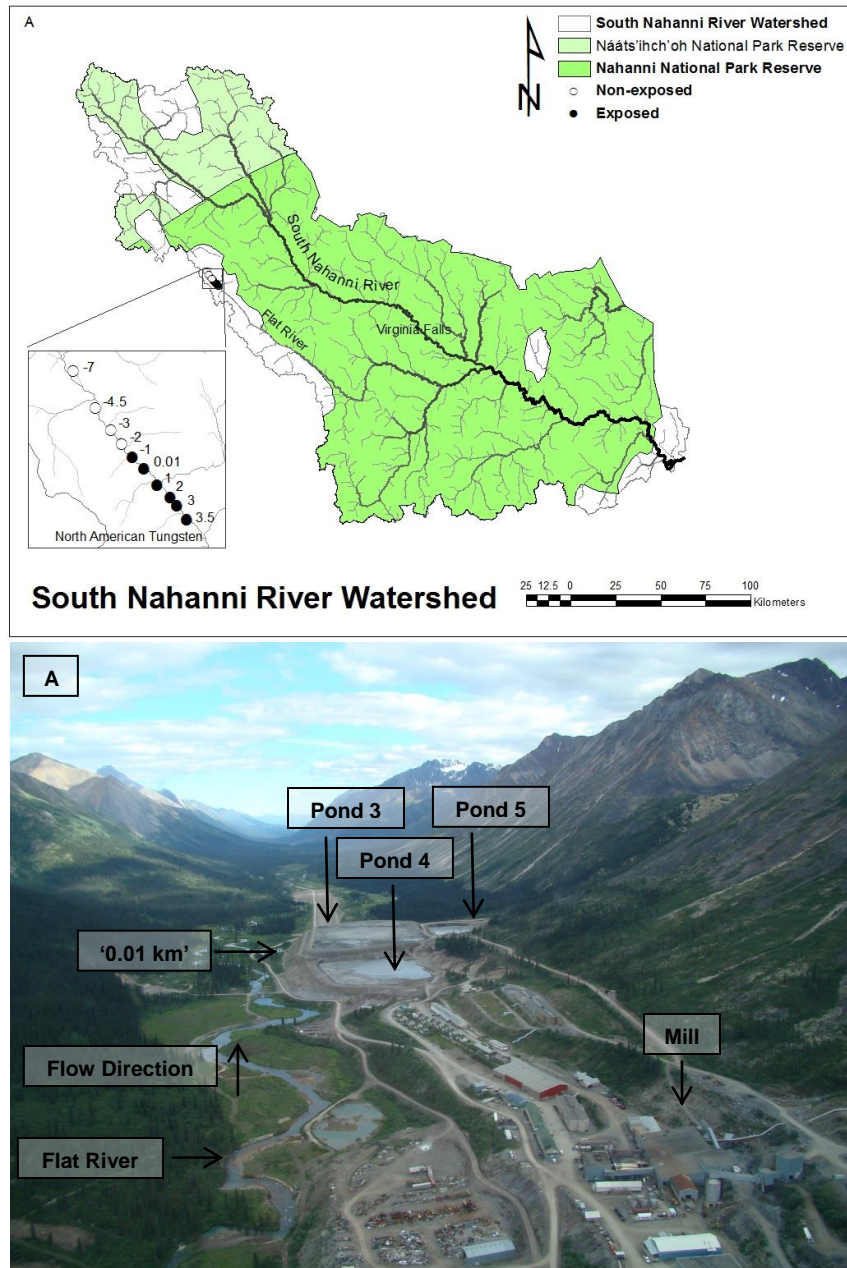 A
South Nahanni River Watershed
Nááts'ihch'oh National Park Reserve
Nahanni National Park Reserve
Non-exposed
Exposed
N
South Nahanni River
Flat River
Virginia Falls
-7
-4.5
-3
-2
-1
0.01
1
2
3
3.5
North American Tungsten
South Nahanni River Watershed
25 12.5 0 25 50 75 100
Kilometers
A
Pond 3
Pond 5
Pond 4
'0.01 km'
Mill
Flow Direction
Flat River